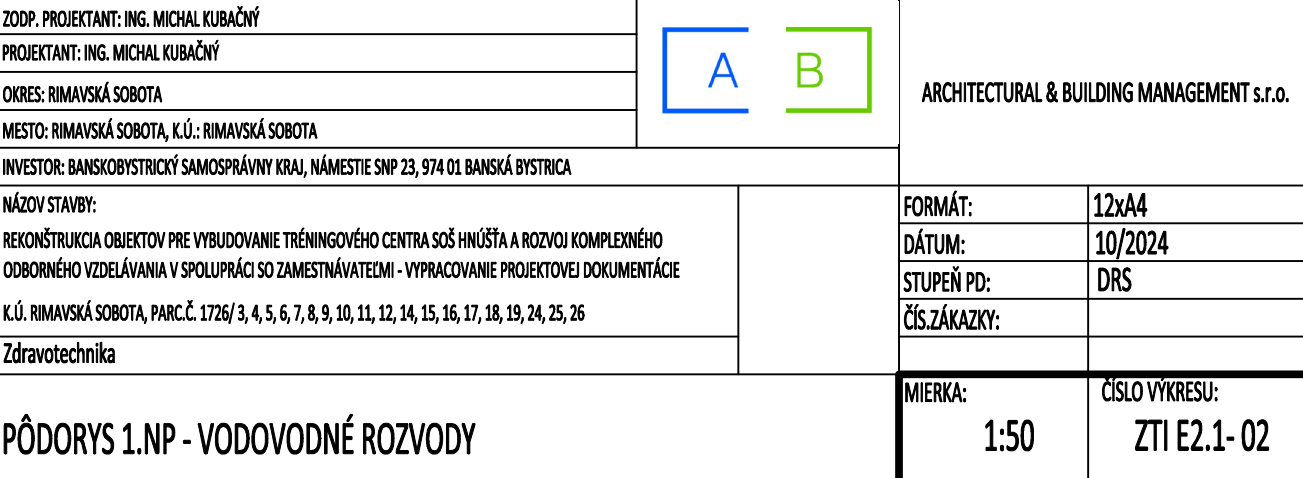 ZODP. PROJEKTANT: ING. MICHAL KUBAČNÝ
PROJEKTANT: ING. MICHAL KUBAČNÝ
OKRES: RIMAVSKÁ SOBOTA
MESTO: RIMAVSKÁ SOBOTA, K.Ú.: RIMAVSKÁ SOBOTA
A B
ARCHITECTURAL & BUILDING MANAGEMENT s.r.o.
INVESTOR: BANSKOBYSTRICKÝ SAMOSPRÁVNY KRAJ, NÁMESTIE SNP 23, 974 01 BANSKÁ BYSTRICA
NÁZOV STAVBY:
REKONŠTRUKCIA OBJEKTOV PRE VYBUDOVANIE TRÉNINGOVÉHO CENTRA SOŠ HNÚŠŤA A ROZVOJ KOMPLEXNÉHO
ODBORNÉHO VZDELÁVANIA V SPOLUPRÁCI SO ZAMESTNÁVATEĽMI - VYPRACOVANIE PROJEKTOVEJ DOKUMENTÁCIE
K.Ú. RIMAVSKÁ SOBOTA, PARC.Č. 1726/ 3, 4, 5, 6, 7, 8, 9, 10, 11, 12, 14, 15, 16, 17, 18, 19, 24, 25, 26
Zdravotechnika
FORMÁT: 12xA4
DÁTUM: 10/2024
STUPEŇ PD: DRS
ČÍS.ZÁKAZKY:
PÔDORYS 1.NP - VODOVODNÉ ROZVODY
MIERKA:
1:50
ČÍSLO VÝKRESU:
ZTI E2.1- 02